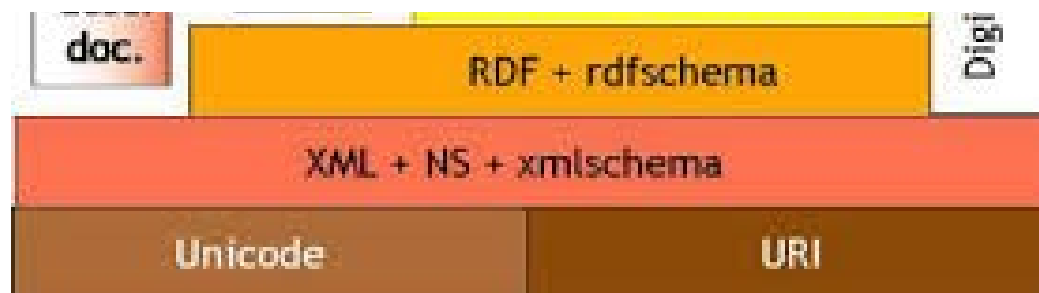 doc.
Digi
RDF + rdfschema
XML + NS + xmlschema
Unicode
URI